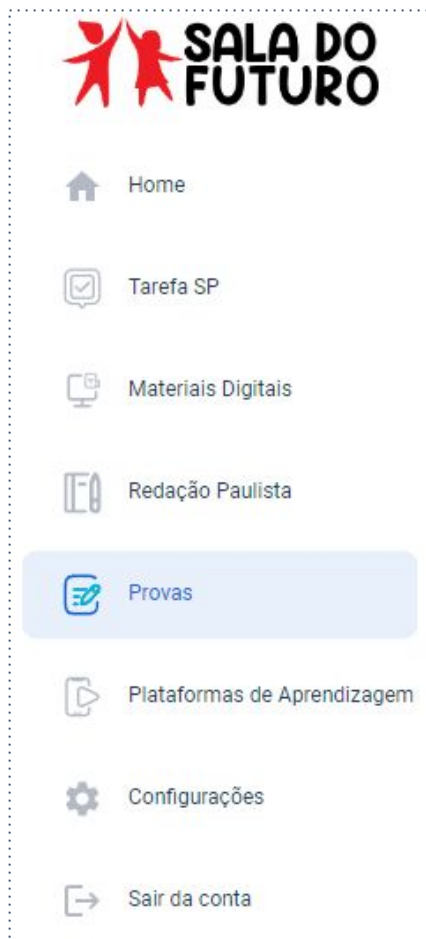 SALA DO
FUTURO
Home
Tarefa SP
Materiais Digitais
Redação Paulista
Provas
Plataformas de Aprendizagem
Configurações
Sair da conta